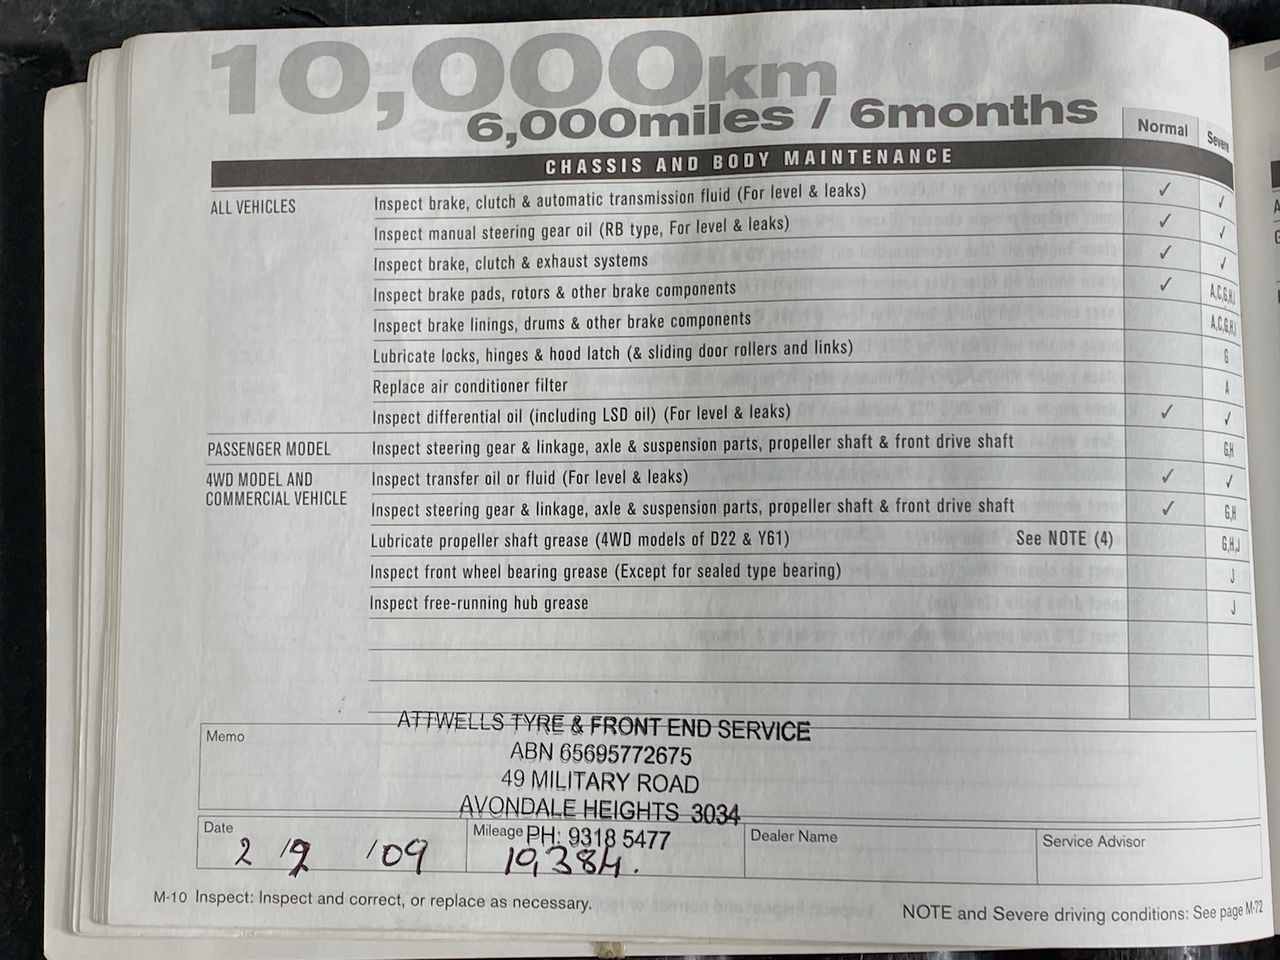 10,000km
6,000miles / 6months
Normal Severe
CHASSIS AND BODY MAINTENANCE
ALL VEHICLES Inspect brake, clutch & automatic transmission fluid (For level & leaks) ✓ ✓
Inspect manual steering gear oil (RB type, For level & leaks) ✓ ✓
Inspect brake, clutch & exhaust systems ✓ ✓
Inspect brake pads, rotors & other brake components ✓ A,C,G,H,
Inspect brake linings, drums & other brake components A,C,G,H,
Lubricate locks, hinges & hood latch (& sliding door rollers and links) G
Replace air conditioner filter A
Inspect differential oil (including LSD oil) (For level & leaks) ✓ ✓
PASSENGER MODEL Inspect steering gear & linkage, axle & suspension parts, propeller shaft & front drive shaft G,H
4WD MODEL AND Inspect transfer oil or fluid (For level & leaks) ✓ ✓
COMMERCIAL VEHICLE Inspect steering gear & linkage, axle & suspension parts, propeller shaft & front drive shaft ✓ G,H
Lubricate propeller shaft grease (4WD models of D22 & Y61) See NOTE (4) G,H,J
Inspect front wheel bearing grease (Except for sealed type bearing) J
Inspect free-running hub grease J
ATTWELLS TYRE & FRONT END SERVICE
Memo
ABN 65695772675
49 MILITARY ROAD
AVONDALE HEIGHTS 3034
Date Mileage PH: 9318 5477 Dealer Name Service Advisor
2 /9 /09 19,384.
M-10 Inspect: Inspect and correct, or replace as necessary.
NOTE and Severe driving conditions: See page M-72